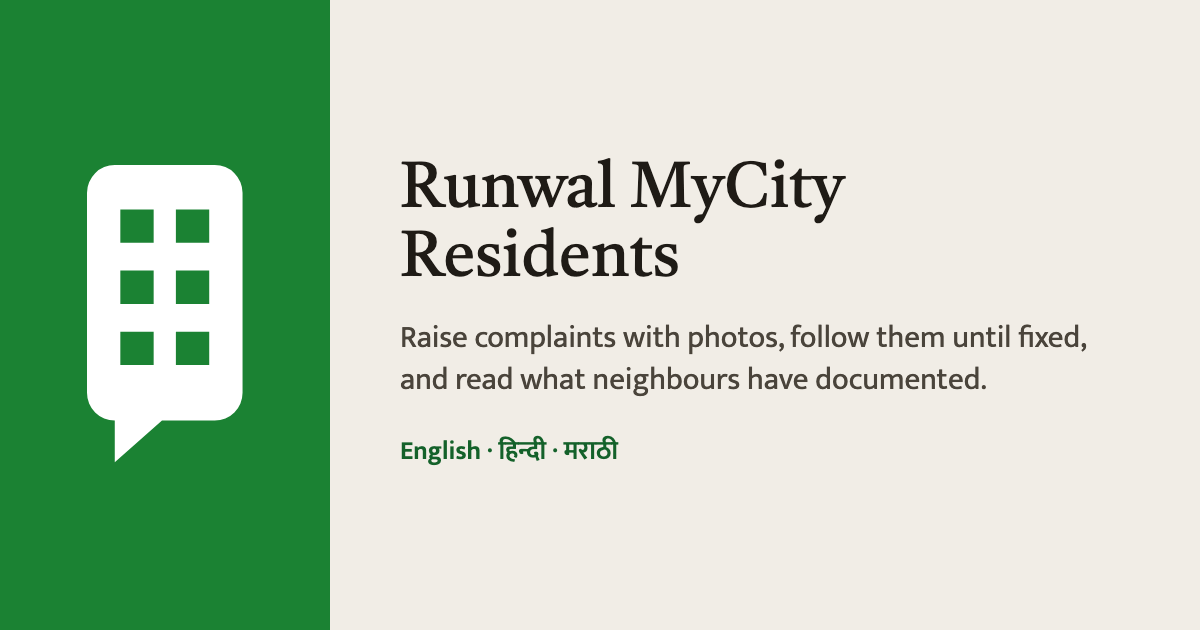 Runwal MyCity
Residents
Raise complaints with photos, follow them until fixed,
and read what neighbours have documented.
English · हिन्दी · मराठी